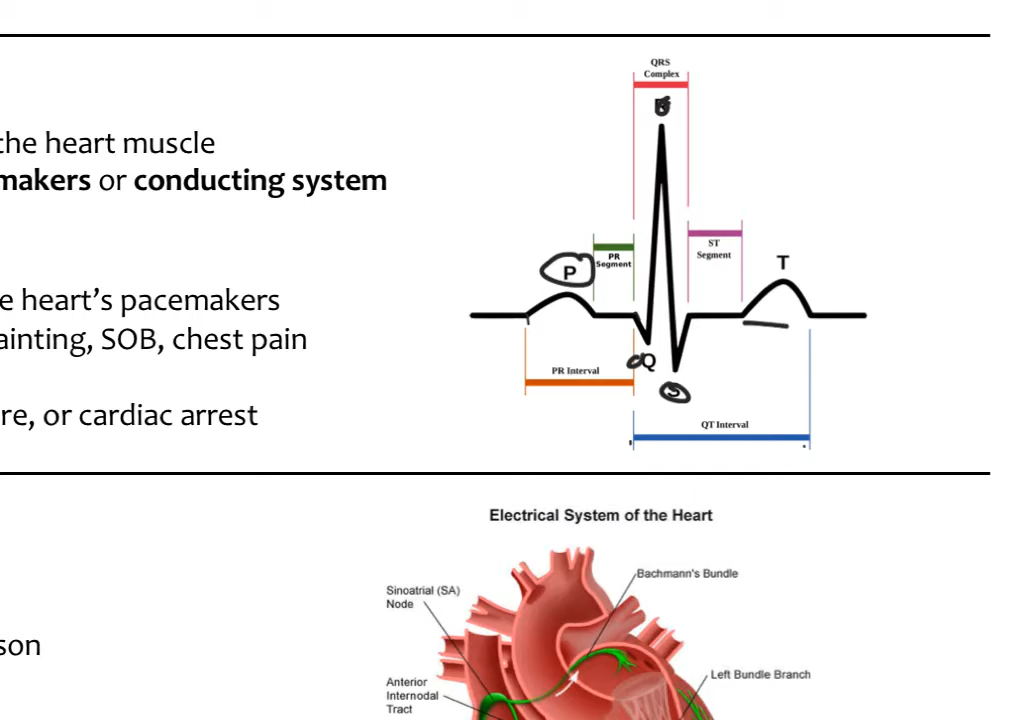 the heart muscle
makers or conducting system
e heart's pacemakers
ainting, SOB, chest pain
re, or cardiac arrest
QRS
Complex
PR
Segment
ST
Segment
P
T
Q
S
PR Interval
QT Interval
son
Electrical System of the Heart
Bachmann's Bundle
Sinoatrial (SA)
Node
Left Bundle Branch
Anterior
Internodal
Tract